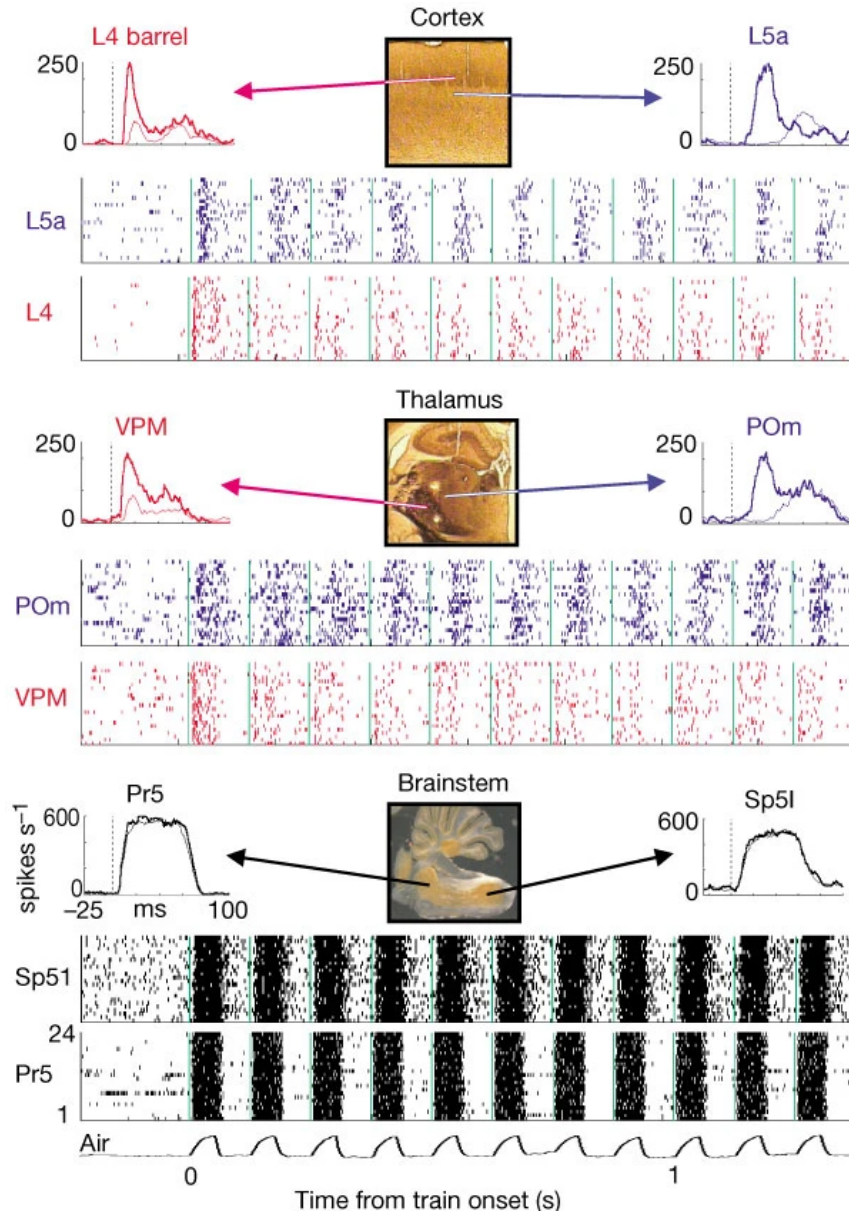 Cortex
L4 barrel
L5a
250
0
250
0
L5a
L4
Thalamus
VPM
POm
250
0
250
0
POm
VPM
Brainstem
Pr5
Sp5I
spikes s⁻¹
600
0
–25 ms 100
600
0
Sp51
24
Pr5
1
Air
0 1
Time from train onset (s)